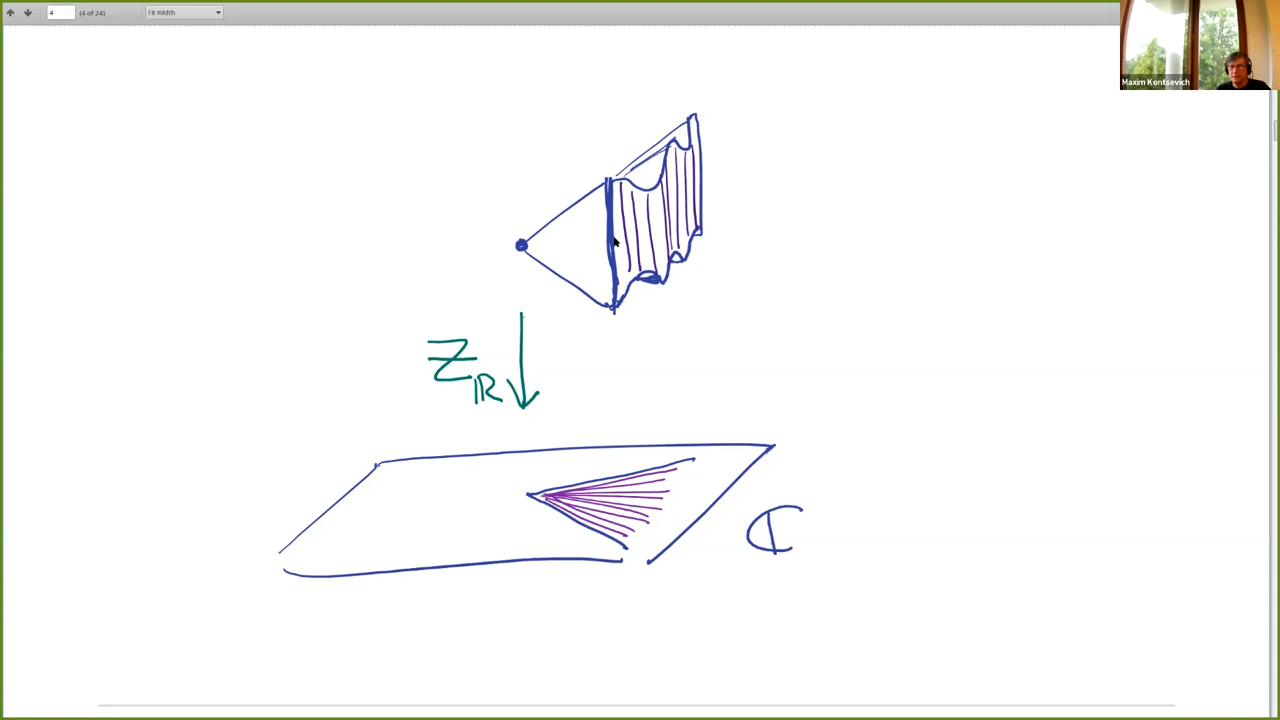 4 (4 of 24) Fit Width
Maxim Kontsevich
Z_ℝ
ℂ